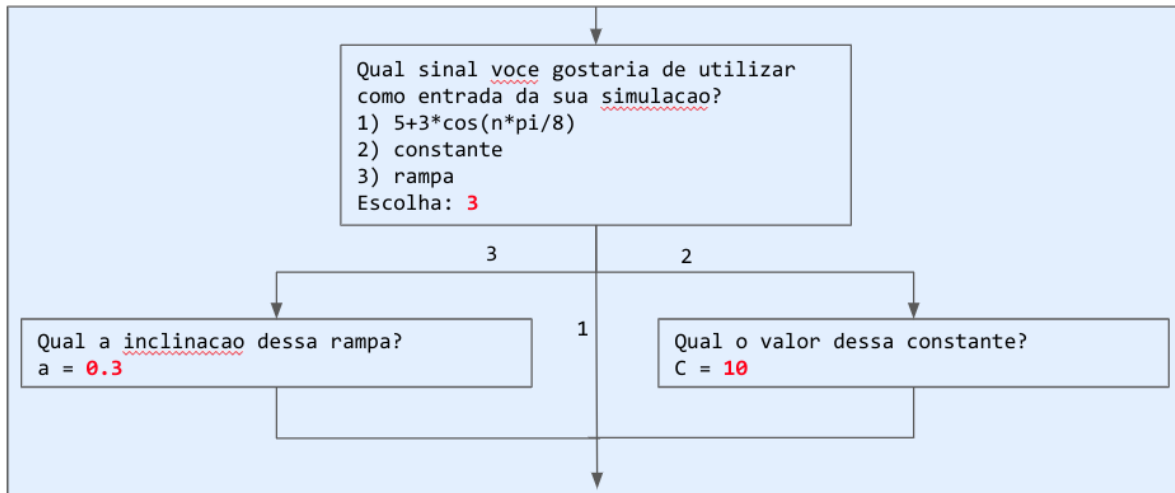 Qual sinal voce gostaria de utilizar
como entrada da sua simulacao?
1) 5+3*cos(n*pi/8)
2) constante
3) rampa
Escolha: 3
3
2
Qual a inclinacao dessa rampa?
a = 0.3
1
Qual o valor dessa constante?
C = 10